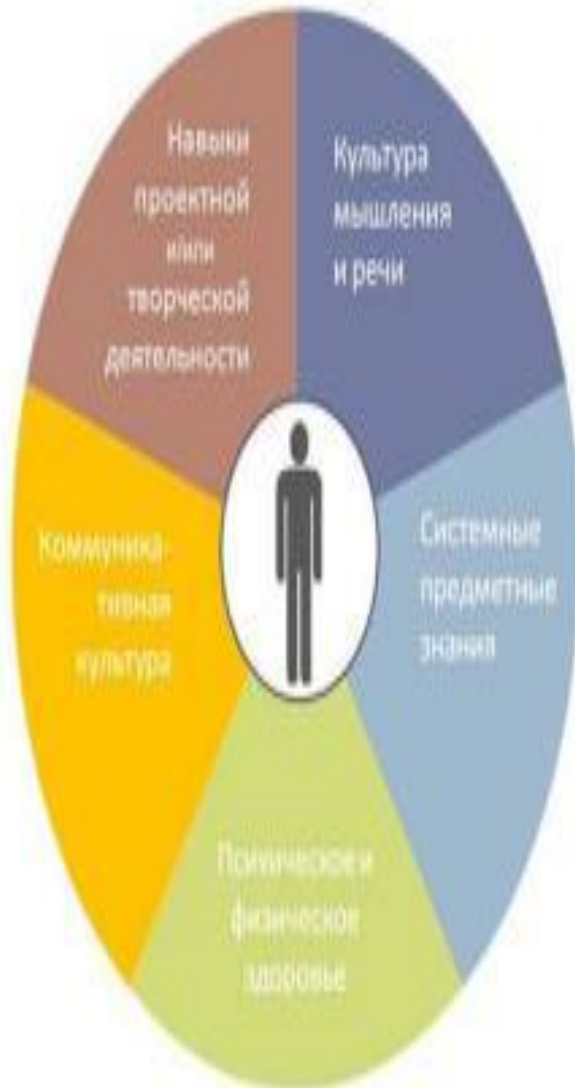 Навыки
проектной
и/или
творческой
деятельности
Культура
мышления
и речи
Коммуника-
тивная
культура
Системные
предметные
знания
Психическое и
физическое
здоровье